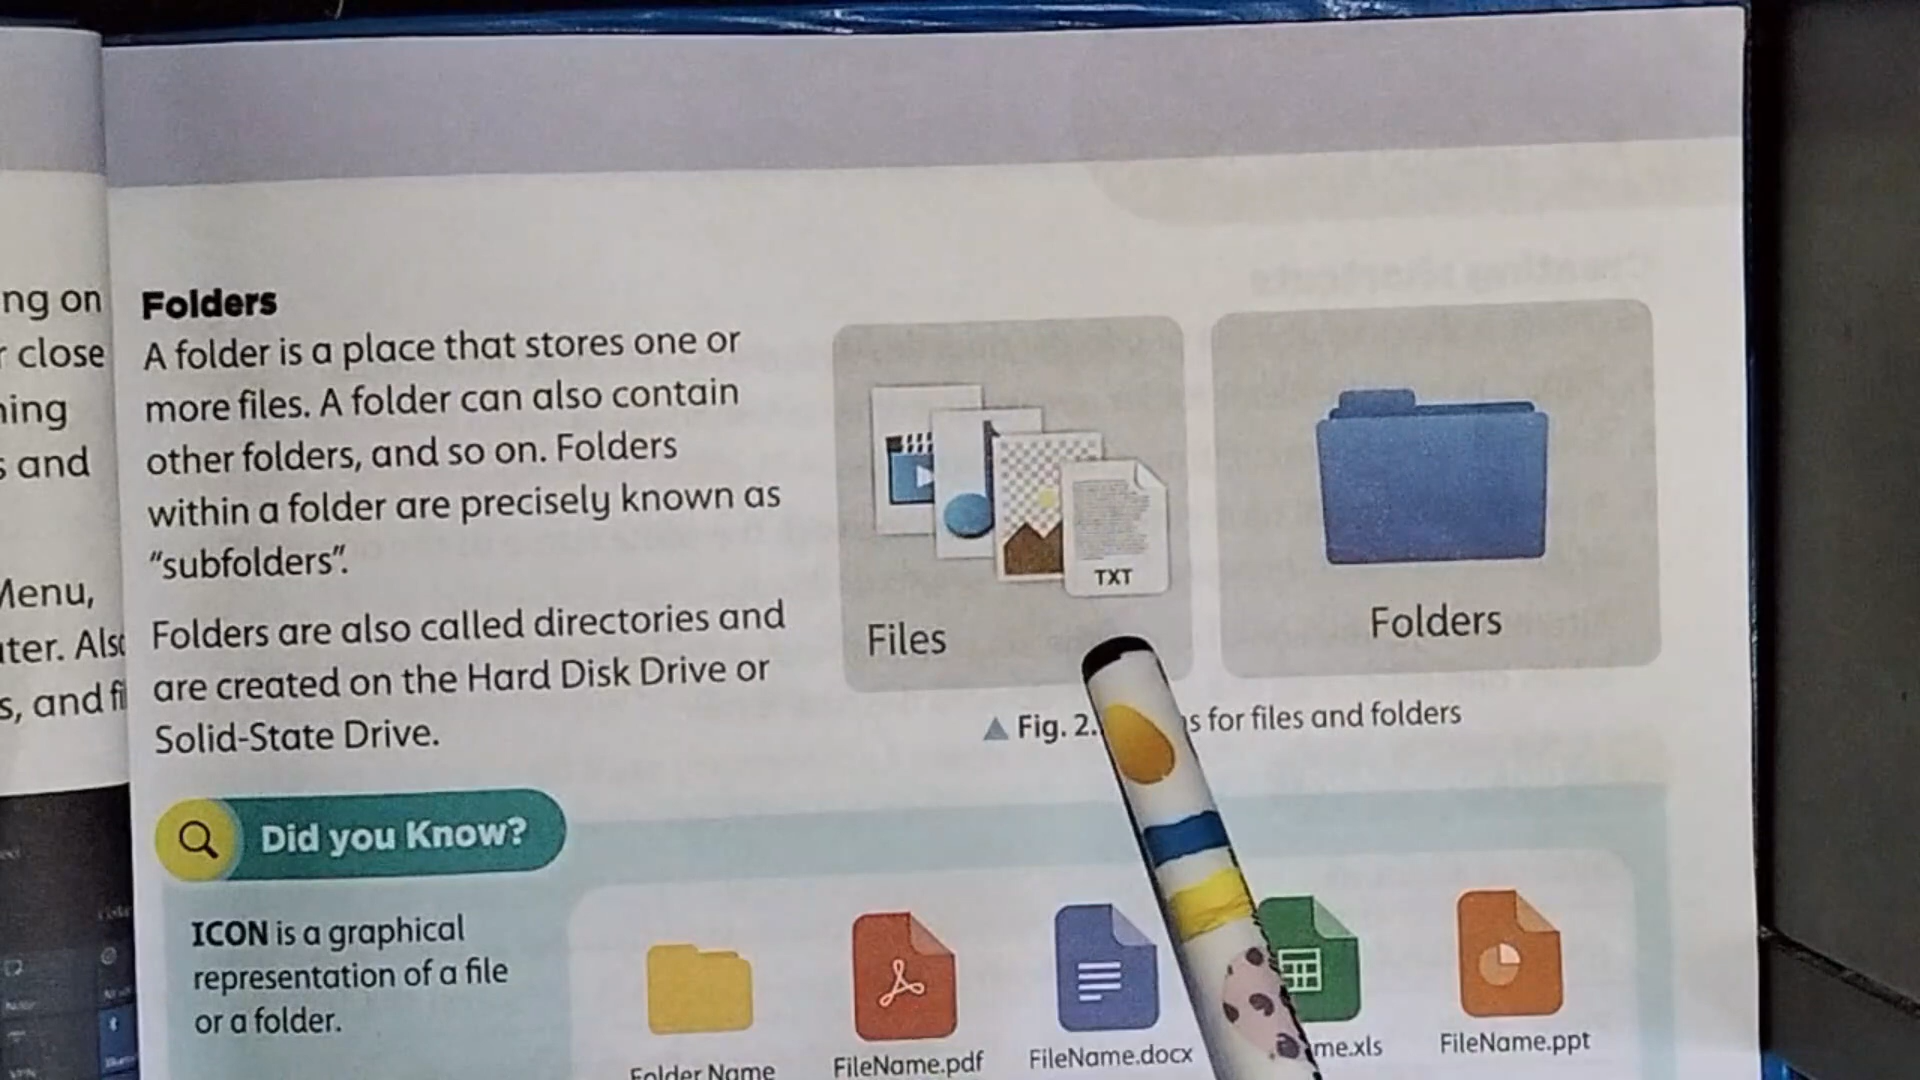 ng on
close
ning
and
Menu,
ter. Also
s, and fi
Folders
A folder is a place that stores one or
more files. A folder can also contain
other folders, and so on. Folders
within a folder are precisely known as
“subfolders”.
Folders are also called directories and
are created on the Hard Disk Drive or
Solid-State Drive.
TXT
Files
Folders
Fig. 2. s for files and folders
Did you Know?
ICON is a graphical
representation of a file
or a folder.
Folder Name
FileName.pdf
FileName.docx
me.xls
FileName.ppt